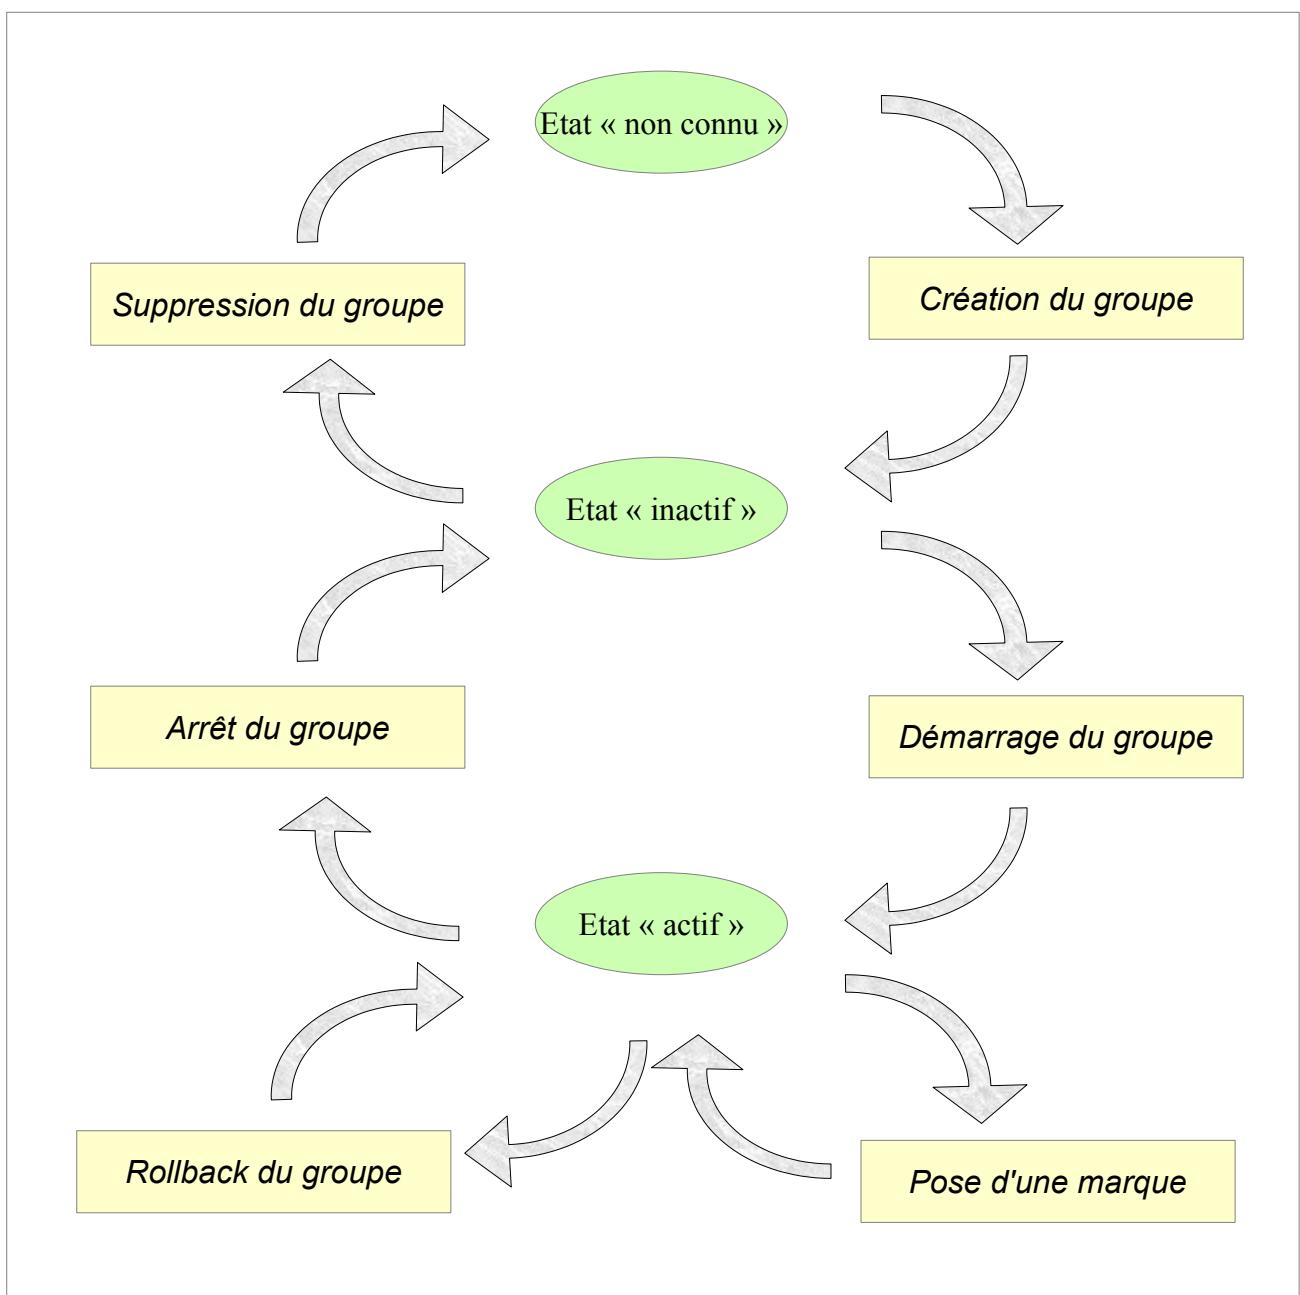 Etat « non connu »
Suppression du groupe
Création du groupe
Etat « inactif »
Arrêt du groupe
Démarrage du groupe
Etat « actif »
Rollback du groupe
Pose d'une marque